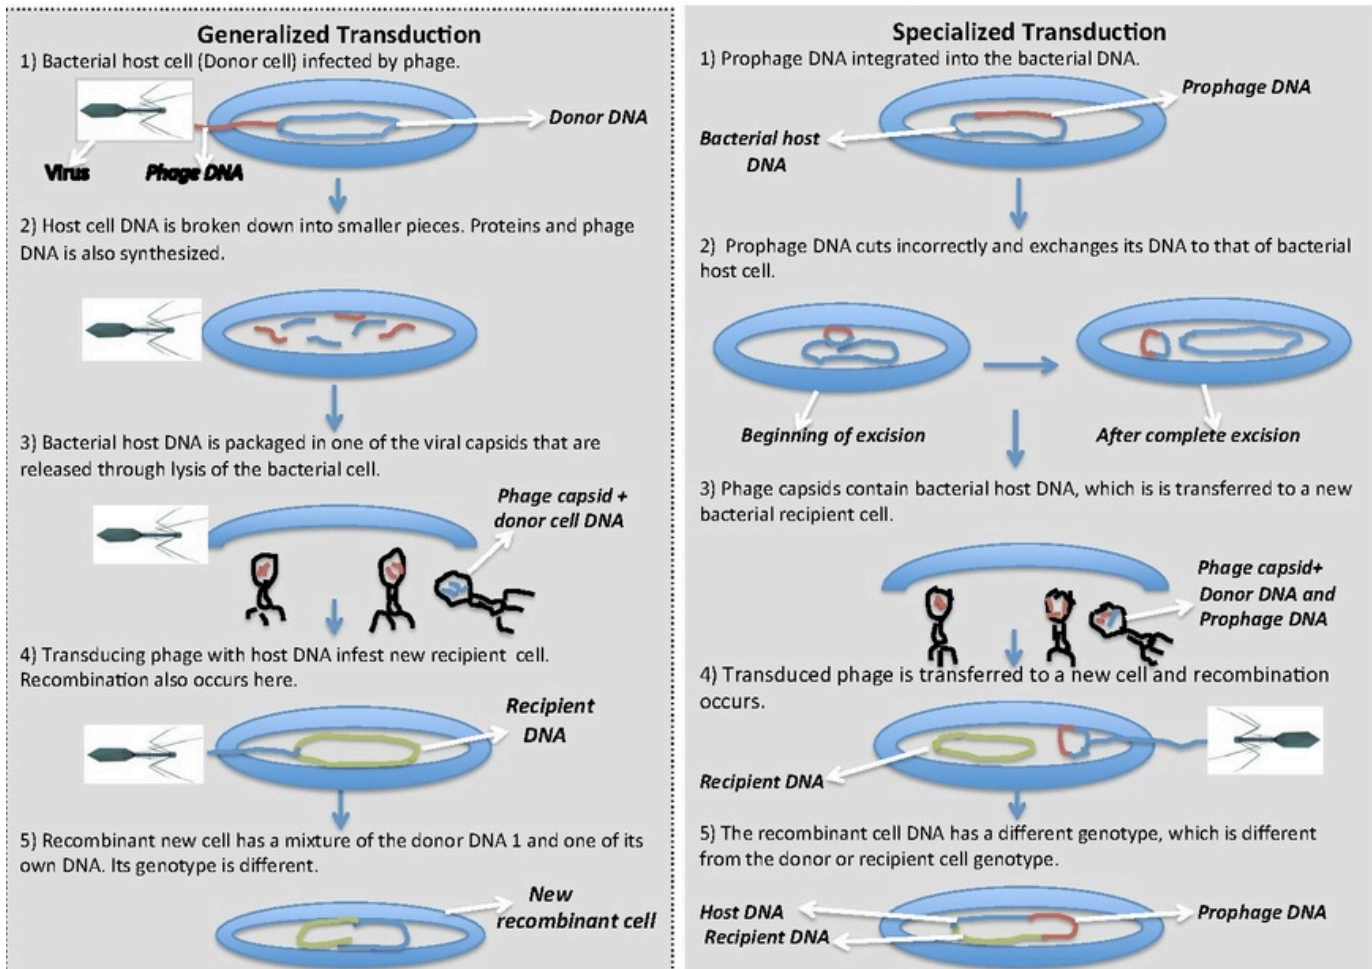 Generalized Transduction
1) Bacterial host cell (Donor cell) infected by phage.
Donor DNA
Virus
Phage DNA
2) Host cell DNA is broken down into smaller pieces. Proteins and phage
DNA is also synthesized.
3) Bacterial host DNA is packaged in one of the viral capsids that are
released through lysis of the bacterial cell.
Phage capsid +
donor cell DNA
4) Transducing phage with host DNA infest new recipient cell.
Recombination also occurs here.
Recipient
DNA
5) Recombinant new cell has a mixture of the donor DNA 1 and one of its
own DNA. Its genotype is different.
New
recombinant cell
Specialized Transduction
1) Prophage DNA integrated into the bacterial DNA.
Prophage DNA
Bacterial host
DNA
2) Prophage DNA cuts incorrectly and exchanges its DNA to that of bacterial
host cell.
Beginning of excision
After complete excision
3) Phage capsids contain bacterial host DNA, which is is transferred to a new
bacterial recipient cell.
Phage capsid+
Donor DNA and
Prophage DNA
4) Transduced phage is transferred to a new cell and recombination
occurs.
Recipient DNA
5) The recombinant cell DNA has a different genotype, which is different
from the donor or recipient cell genotype.
Host DNA
Recipient DNA
Prophage DNA